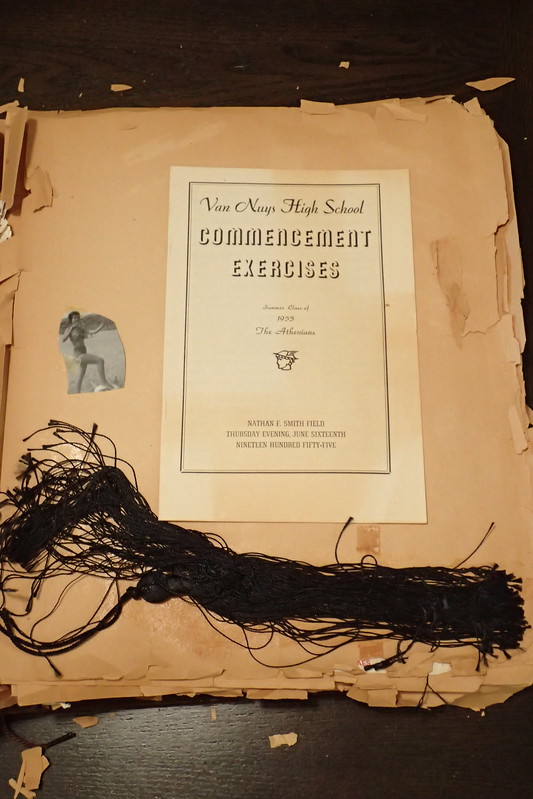 Van Nuys High School
COMMENCEMENT
EXERCISES
Summer Class of
1955
The Athenians
NATHAN F. SMITH FIELD
THURSDAY EVENING, JUNE SIXTEENTH
NINETEEN HUNDRED FIFTY-FIVE